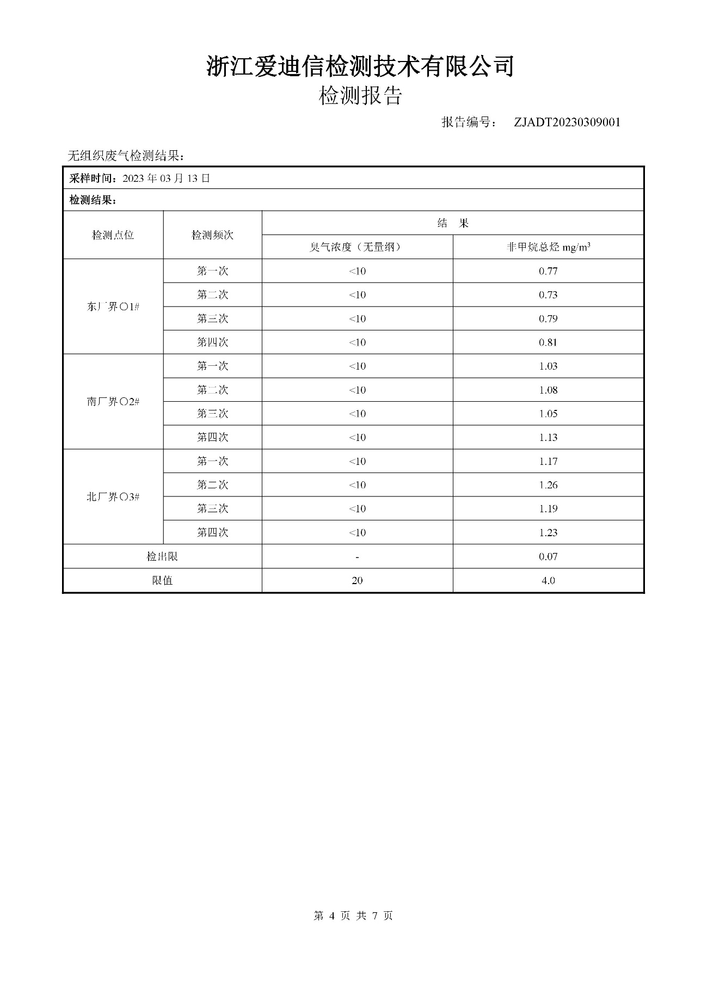 浙江爱迪信检测技术有限公司
检测报告
报告编号： ZJADT20230309001
无组织废气检测结果：
采样时间：2023 年 03 月 13 日
检测结果：
检测点位 检测频次 结 果
臭气浓度（无量纲） 非甲烷总烃 mg/m³
东厂界〇1# 第一次 <10 0.77
第二次 <10 0.73
第三次 <10 0.79
第四次 <10 0.81
南厂界〇2# 第一次 <10 1.03
第二次 <10 1.08
第三次 <10 1.05
第四次 <10 1.13
北厂界〇3# 第一次 <10 1.17
第二次 <10 1.26
第三次 <10 1.19
第四次 <10 1.23
检出限 - 0.07
限值 20 4.0
第 4 页 共 7 页